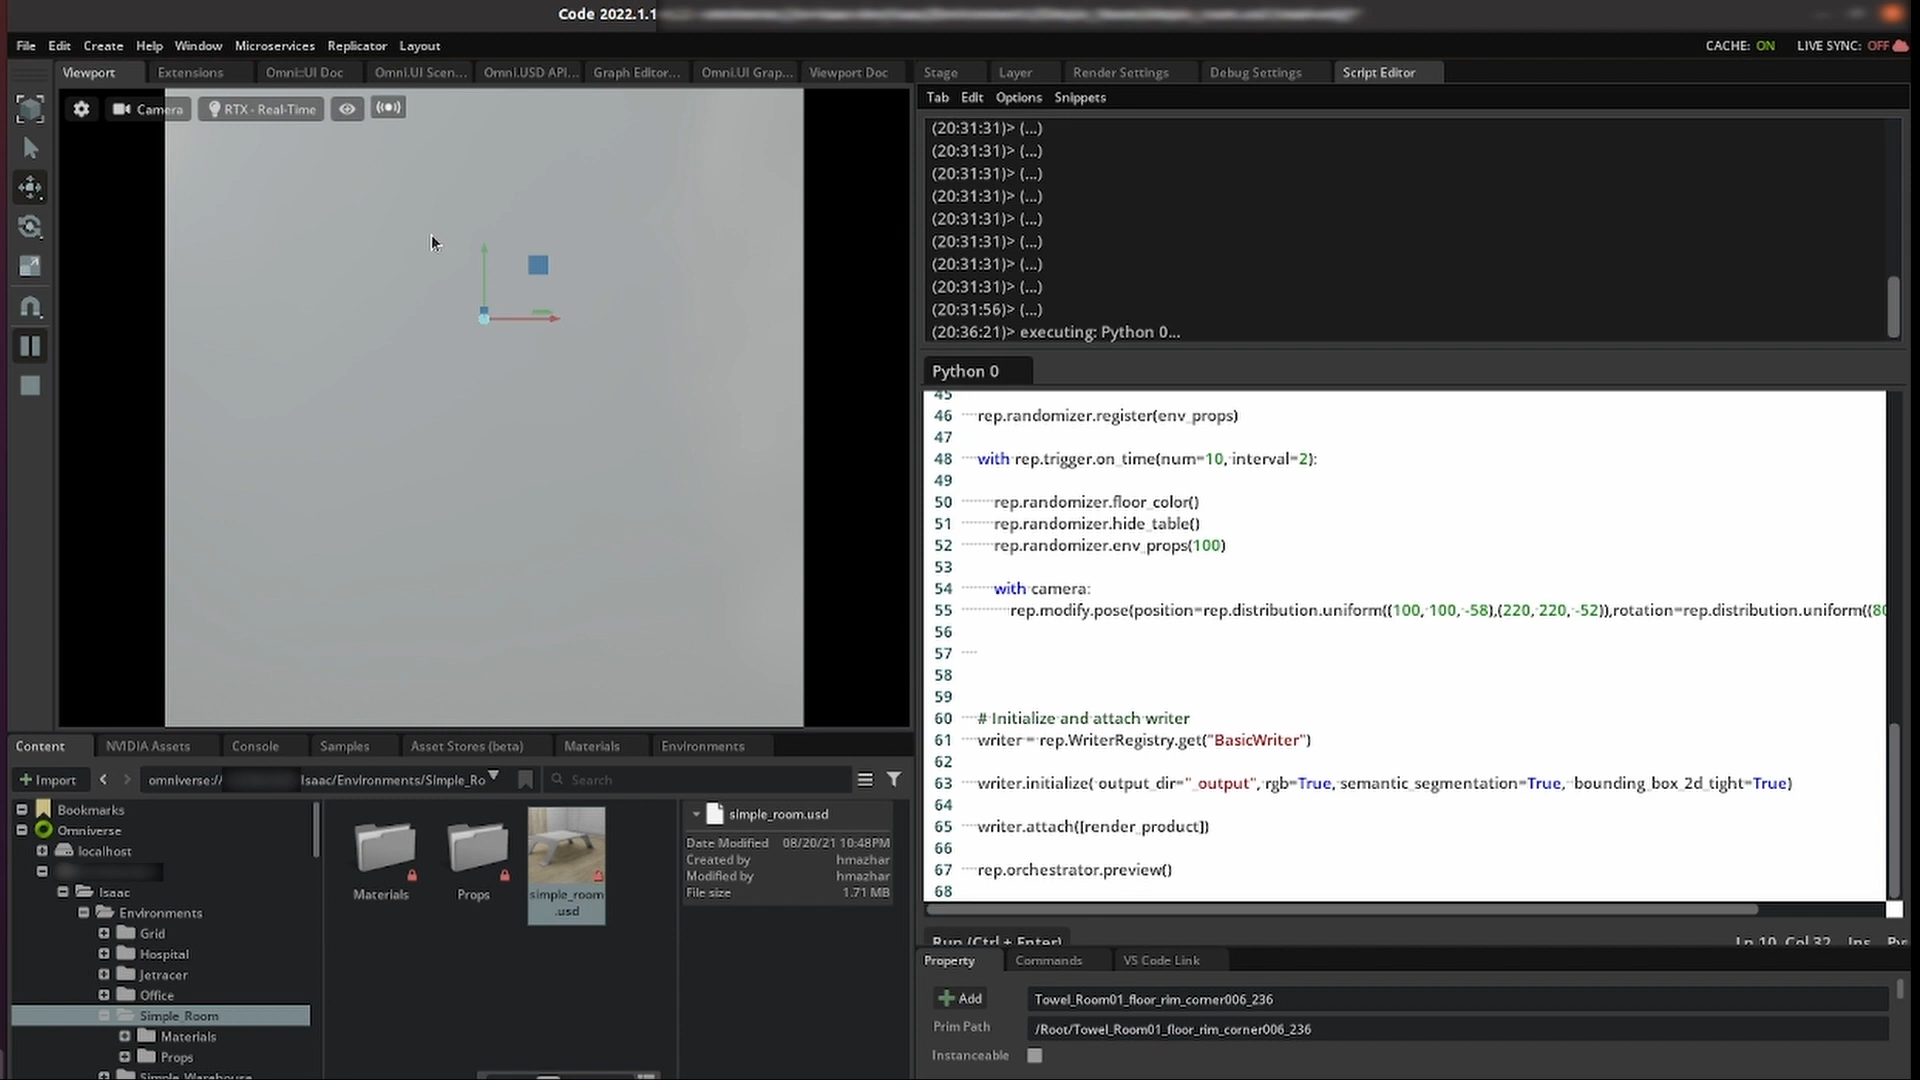 Code 2022.1.1
File Edit Create Help Window Microservices Replicator Layout
CACHE: ON LIVE SYNC: OFF
Viewport Extensions Omni::UI Doc Omni.UI Scen... Omni.USD API... Graph Editor... Omni.UI Grap... Viewport Doc
Camera RTX - Real-Time
Stage Layer Render Settings Debug Settings Script Editor
Tab Edit Options Snippets
(20:31:31)> (...)
(20:31:31)> (...)
(20:31:31)> (...)
(20:31:31)> (...)
(20:31:31)> (...)
(20:31:31)> (...)
(20:31:31)> (...)
(20:31:31)> (...)
(20:31:56)> (...)
(20:36:21)> executing: Python 0...
Python 0
45
46 rep.randomizer.register(env_props)
47
48 with rep.trigger.on_time(num=10, interval=2):
49
50 rep.randomizer.floor_color()
51 rep.randomizer.hide_table()
52 rep.randomizer.env_props(100)
53
54 with camera:
55 rep.modify.pose(position=rep.distribution.uniform((100, 100, -58),(220, 220, -52)),rotation=rep.distribution.uniform((80
56
57
58
59
60 # Initialize and attach writer
61 writer = rep.WriterRegistry.get("BasicWriter")
62
63 writer.initialize( output_dir="_output", rgb=True, semantic_segmentation=True, bounding_box_2d_tight=True)
64
65 writer.attach([render_product])
66
67 rep.orchestrator.preview()
68
Run (Ctrl + Enter)
Ln 10, Col 32 Ins Py
Content NVIDIA Assets Console Samples Asset Stores (beta) Materials Environments
Import omniverse:// Isaac/Environments/Simple_Ro Search
Bookmarks
Omniverse
localhost
Isaac
Environments
Grid
Hospital
Jetracer
Office
Simple_Room
Materials
Props
Simple_Warehouse
Materials
Props
simple_room
.usd
simple_room.usd
Date Modified 08/20/21 10:48PM
Created by hmazhar
Modified by hmazhar
File size 1.71 MB
Property Commands VS Code Link
Add Towel_Room01_floor_rim_corner006_236
Prim Path /Root/Towel_Room01_floor_rim_corner006_236
Instanceable